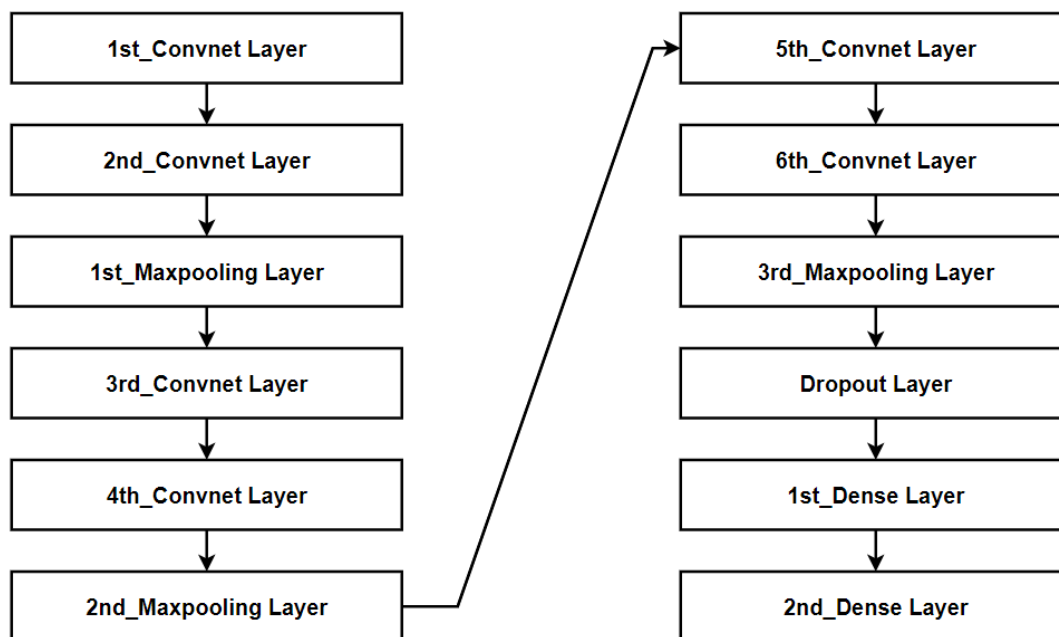 1st_Convnet Layer
2nd_Convnet Layer
1st_Maxpooling Layer
3rd_Convnet Layer
4th_Convnet Layer
2nd_Maxpooling Layer
5th_Convnet Layer
6th_Convnet Layer
3rd_Maxpooling Layer
Dropout Layer
1st_Dense Layer
2nd_Dense Layer